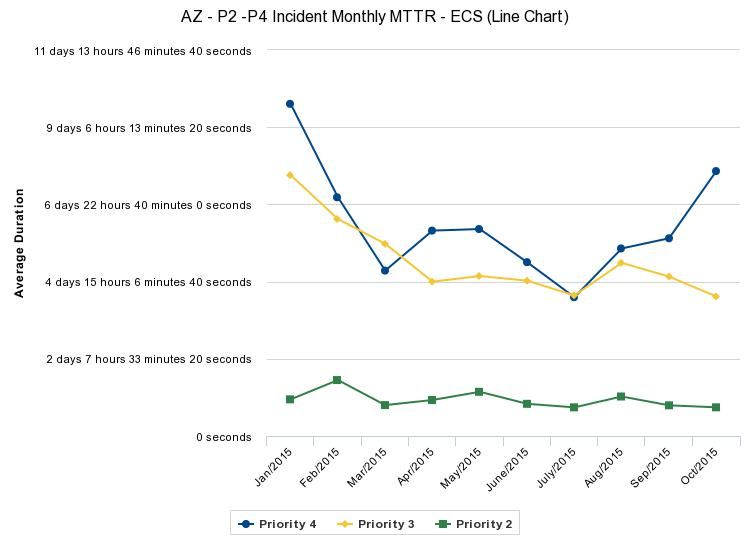 AZ - P2 -P4 Incident Monthly MTTR - ECS (Line Chart)
11 days 13 hours 46 minutes 40 seconds
9 days 6 hours 13 minutes 20 seconds
6 days 22 hours 40 minutes 0 seconds
4 days 15 hours 6 minutes 40 seconds
2 days 7 hours 33 minutes 20 seconds
0 seconds
Average Duration
Jan/2015
Feb/2015
Mar/2015
Apr/2015
May/2015
June/2015
July/2015
Aug/2015
Sep/2015
Oct/2015
Priority 4 Priority 3 Priority 2